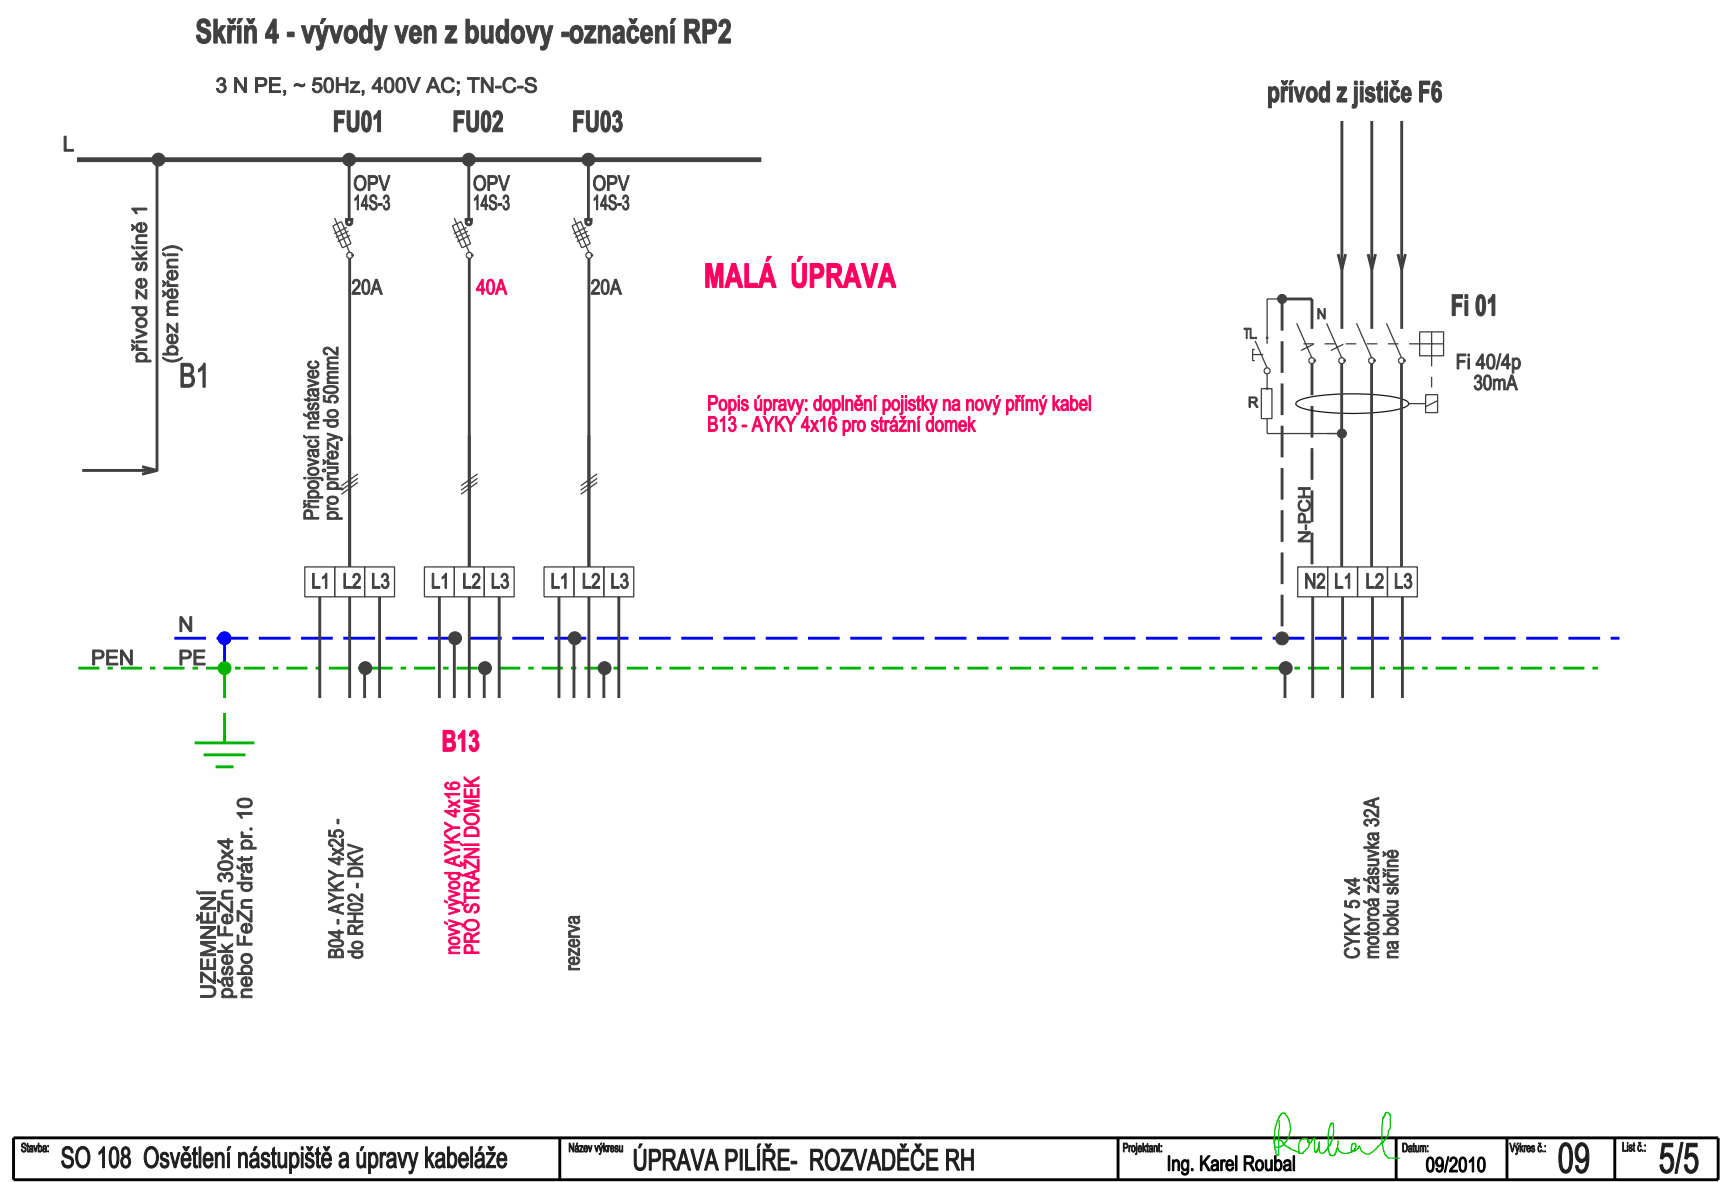 Skříň 4 - vývody ven z budovy -označení RP2
3 N PE, ~ 50Hz, 400V AC; TN-C-S
FU01
FU02
FU03
přívod z jističe F6
L
OPV
14S-3
OPV
14S-3
OPV
14S-3
přívod ze skíně 1
(bez měření)
B1
20A
40A
20A
MALÁ ÚPRAVA
Popis úpravy: doplnění pojistky na nový přímý kabel
B13 - AYKY 4x16 pro strážní domek
Připojovací nástavec
pro průřezy do 50mm2
N
TL
R
Fi 01
Fi 40/4p
30mA
N-PCH
L1 L2 L3
L1 L2 L3
L1 L2 L3
N2 L1 L2 L3
N
PEN
PE
B13
UZEMNĚNÍ
pásek FeZn 30x4
nebo FeZn drát pr. 10
B04 - AYKY 4x25 -
do RH02 - DKV
nový vývod AYKY 4x16
PRO STRÁŽNÍ DOMEK
rezerva
CYKY 5 x4
motoroá zásuvka 32A
na boku skříně
Stavba:
SO 108 Osvětlení nástupiště a úpravy kabeláže
Název výkresu
ÚPRAVA PILÍŘE- ROZVADĚČE RH
Projektant:
Ing. Karel Roubal
Roubal
Datum:
09/2010
Výkres č.:
09
List č.:
5/5